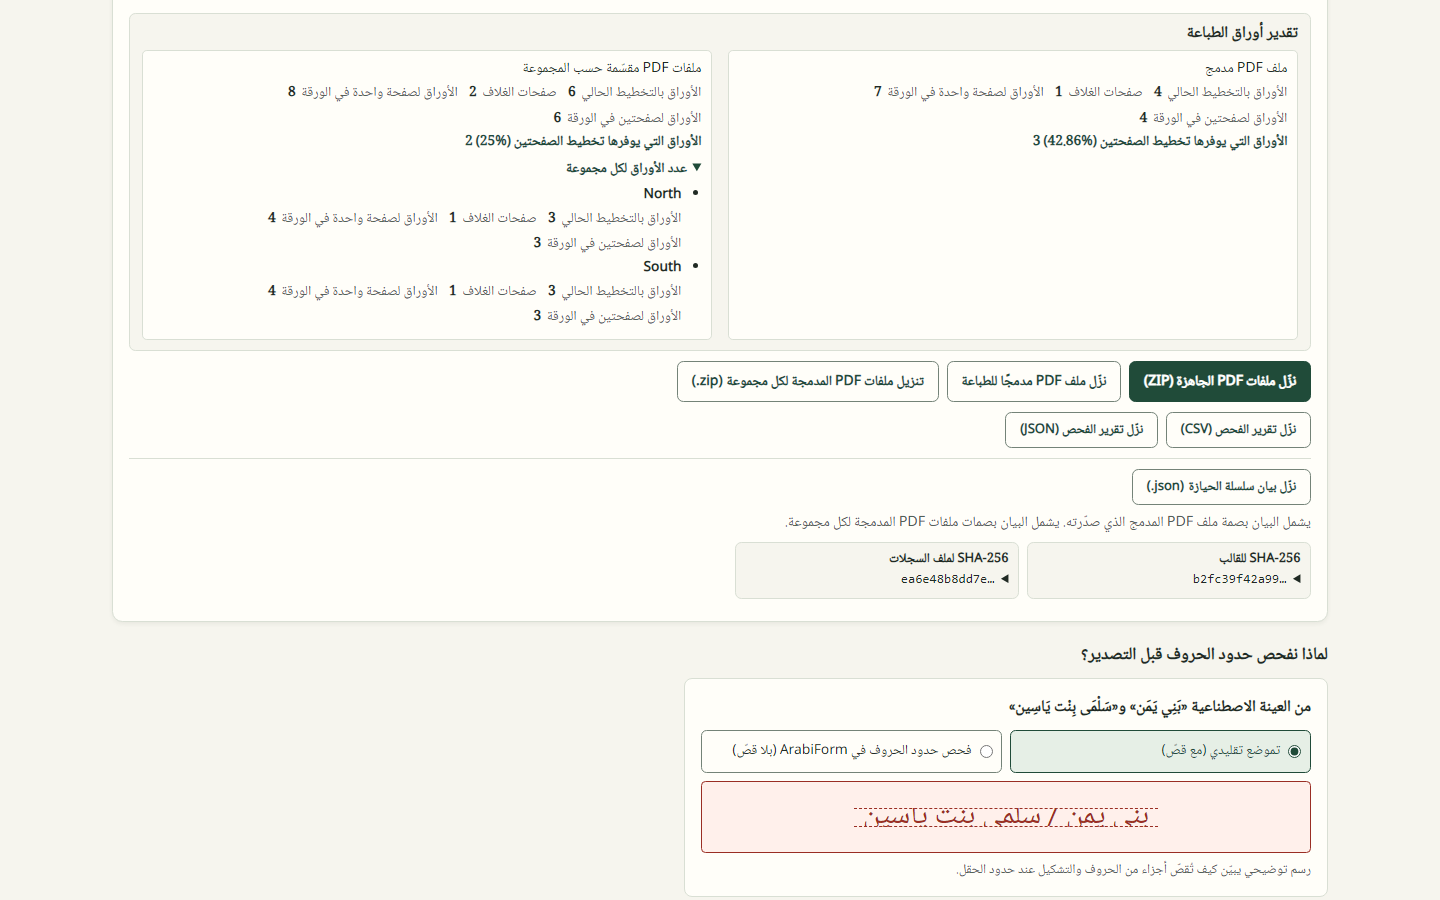 تقدير أوراق الطباعة
ملف PDF مدمج
الأوراق بالتخطيط الحالي 4 صفحات الغلاف 1 الأوراق لصفحة واحدة في الورقة 7
الأوراق لصفحتين في الورقة 4
الأوراق التي يوفرها تخطيط الصفحتين 3 (42.86%)
ملفات PDF مقسّمة حسب المجموعة
الأوراق بالتخطيط الحالي 6 صفحات الغلاف 2 الأوراق لصفحة واحدة في الورقة 8
الأوراق لصفحتين في الورقة 6
الأوراق التي يوفرها تخطيط الصفحتين 2 (25%)
عدد الأوراق لكل مجموعة
North
الأوراق بالتخطيط الحالي 3 صفحات الغلاف 1 الأوراق لصفحة واحدة في الورقة 4
الأوراق لصفحتين في الورقة 3
South
الأوراق بالتخطيط الحالي 3 صفحات الغلاف 1 الأوراق لصفحة واحدة في الورقة 4
الأوراق لصفحتين في الورقة 3
نزّل ملفات PDF الجاهزة (ZIP)
نزّل ملف PDF مدمجًا للطباعة
تنزيل ملفات PDF المدمجة لكل مجموعة (.zip)
نزّل تقرير الفحص (CSV)
نزّل تقرير الفحص (JSON)
نزّل بيان سلسلة الحيازة (.json)
يشمل البيان بصمة ملف PDF المدمج الذي صدّرته. يشمل البيان بصمات ملفات PDF المدمجة لكل مجموعة.
SHA-256 للقالب
b2fc39f42a99…
SHA-256 لملف السجلات
ea6e48b8dd7e…
لماذا نفحص حدود الحروف قبل التصدير؟
من العينة الاصطناعية «بَنِي يَمَن» و«سَلْمَى بِنْت يَاسِين»
تموضع تقليدي (مع قصّ)
فحص حدود الحروف في ArabiForm (بلا قصّ)
بني يمن / سلمى بنت ياسين
رسم توضيحي يبيّن كيف تُقصّ أجزاء من الحروف والتشكيل عند حدود الحقل.